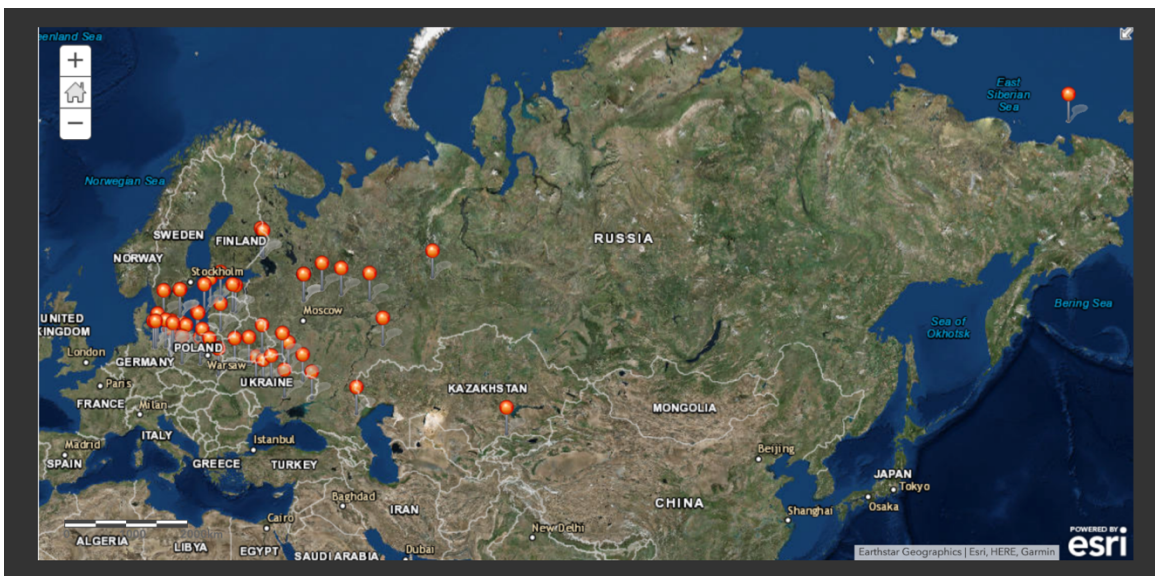 eenland Sea
+
−
East
Siberian
Sea
Norwegian Sea
SWEDEN
FINLAND
NORWAY
RUSSIA
Stockholm
Moscow
Bering Sea
UNITED
KINGDOM
Sea of
Okhotsk
London
POLAND
GERMANY
Warsaw
Paris
UKRAINE
KAZAKHSTAN
FRANCE
Milan
MONGOLIA
ITALY
Istanbul
Madrid
Beijing
SPAIN
GREECE
TURKEY
JAPAN
Tokyo
Baghdad
IRAN
CHINA
Osaka
Shanghai
Cairo
New Delhi
ALGERIA
LIBYA
EGYPT
SAUDI ARABIA
Dubai
POWERED BY
esri
Earthstar Geographics | Esri, HERE, Garmin